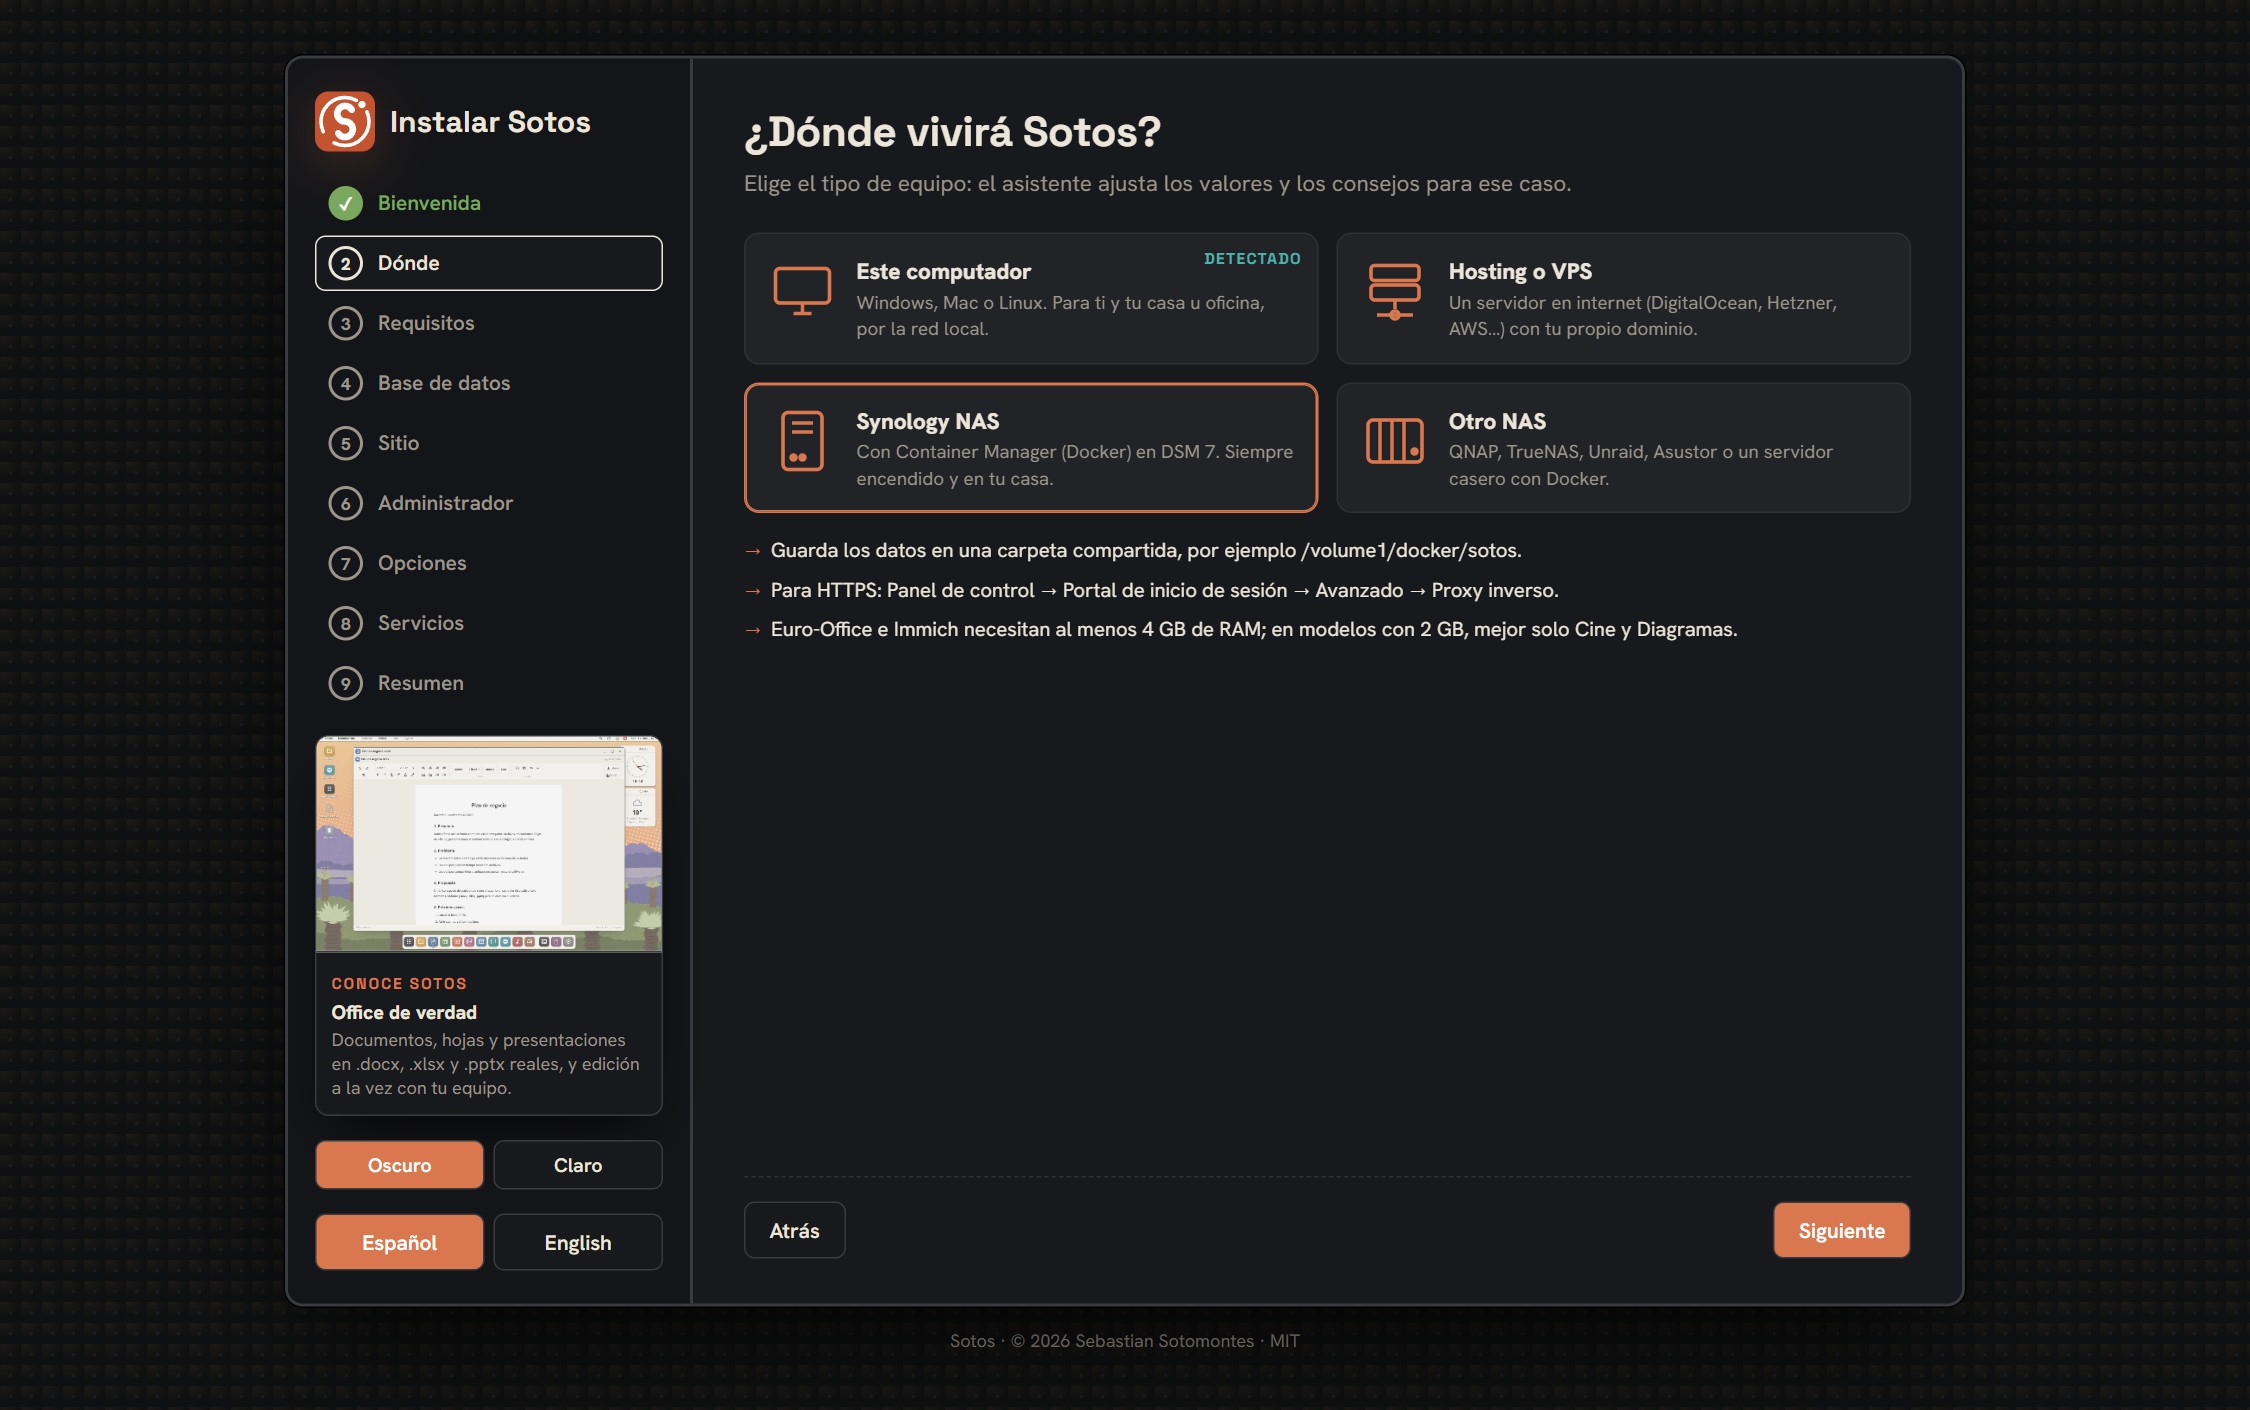 Instalar Sotos
Bienvenida
2 Dónde
3 Requisitos
4 Base de datos
5 Sitio
6 Administrador
7 Opciones
8 Servicios
9 Resumen
Plan de negocio
CONOCE SOTOS
Office de verdad
Documentos, hojas y presentaciones
en .docx, .xlsx y .pptx reales, y edición
a la vez con tu equipo.
Oscuro
Claro
Español
English
¿Dónde vivirá Sotos?
Elige el tipo de equipo: el asistente ajusta los valores y los consejos para ese caso.
DETECTADO
Este computador
Windows, Mac o Linux. Para ti y tu casa u oficina,
por la red local.
Hosting o VPS
Un servidor en internet (DigitalOcean, Hetzner,
AWS...) con tu propio dominio.
Synology NAS
Con Container Manager (Docker) en DSM 7. Siempre
encendido y en tu casa.
Otro NAS
QNAP, TrueNAS, Unraid, Asustor o un servidor
casero con Docker.
→ Guarda los datos en una carpeta compartida, por ejemplo /volume1/docker/sotos.
→ Para HTTPS: Panel de control → Portal de inicio de sesión → Avanzado → Proxy inverso.
→ Euro-Office e Immich necesitan al menos 4 GB de RAM; en modelos con 2 GB, mejor solo Cine y Diagramas.
Atrás
Siguiente
Sotos · © 2026 Sebastian Sotomontes · MIT